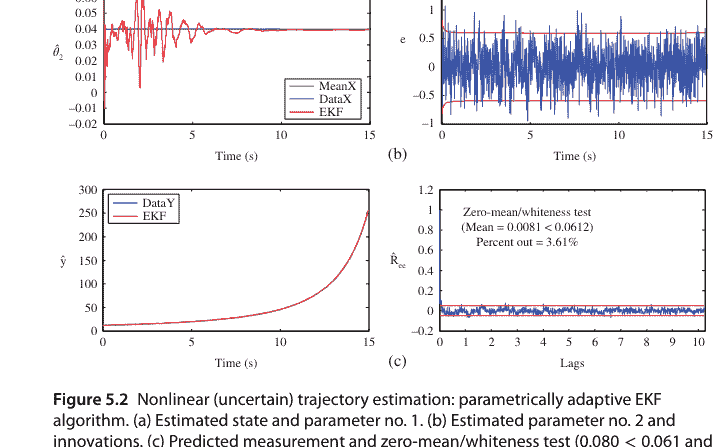 0.06
0.05
0.04
0.03
0.02
0.01
0
−0.01
−0.02
θ̂₂
MeanX
DataX
EKF
0 5 10 15
Time (s)
1
0.5
0
−0.5
−1
e
0 5 10 15
Time (s)
(b)
300
250
200
150
100
50
0
ŷ
DataY
EKF
0 5 10 15
Time (s)
1.2
1
0.8
0.6
0.4
0.2
0
−0.2
R̂ₑₑ
Zero-mean/whiteness test
(Mean = 0.0081 < 0.0612)
Percent out = 3.61%
0 1 2 3 4 5 6 7 8 9 10
Lags
(c)
Figure 5.2 Nonlinear (uncertain) trajectory estimation: parametrically adaptive EKF
algorithm. (a) Estimated state and parameter no. 1. (b) Estimated parameter no. 2 and
innovations. (c) Predicted measurement and zero-mean/whiteness test (0.080 < 0.061 and